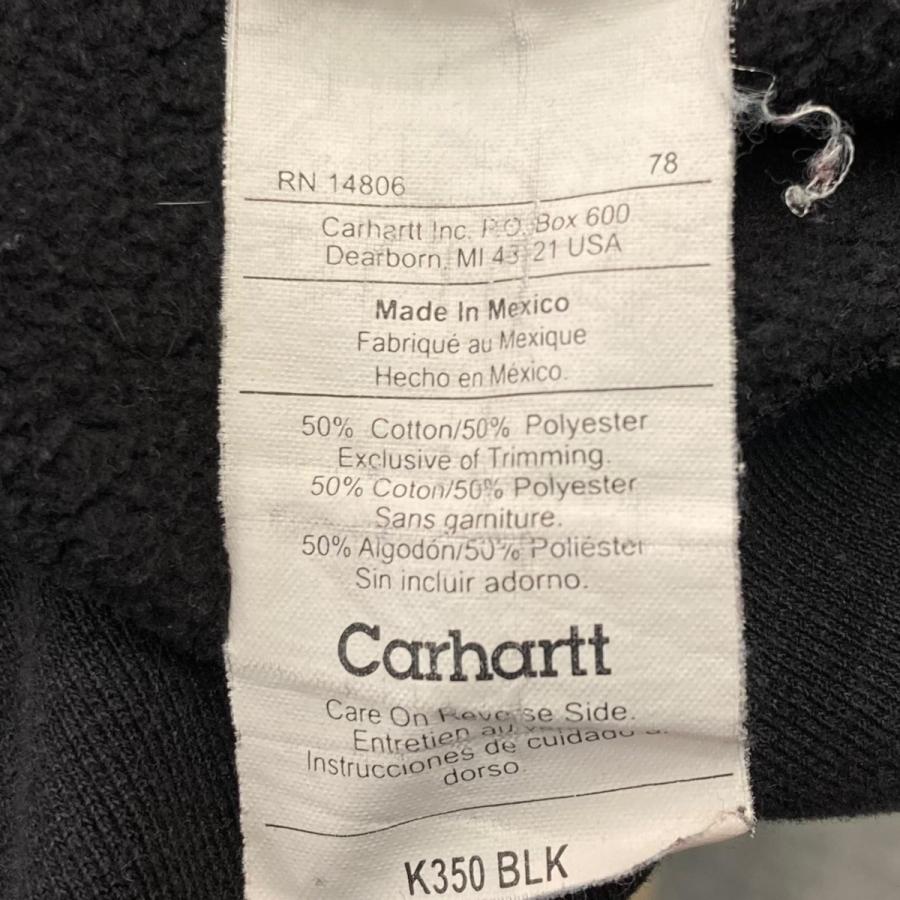 78
RN 14806
Carhartt Inc. P.O. Box 600
Dearborn, MI 43 21 USA
Made In Mexico
Fabriqué au Mexique
Hecho en México.
50% Cotton/50% Polyester
Exclusive of Trimming.
50% Coton/50% Polyester
Sans garniture.
50% Algodón/50% Poliéster
Sin incluir adorno.
Carhartt
Care On Reverse Side.
Entretien au
Instrucciones de cuidado
dorso
K350 BLK